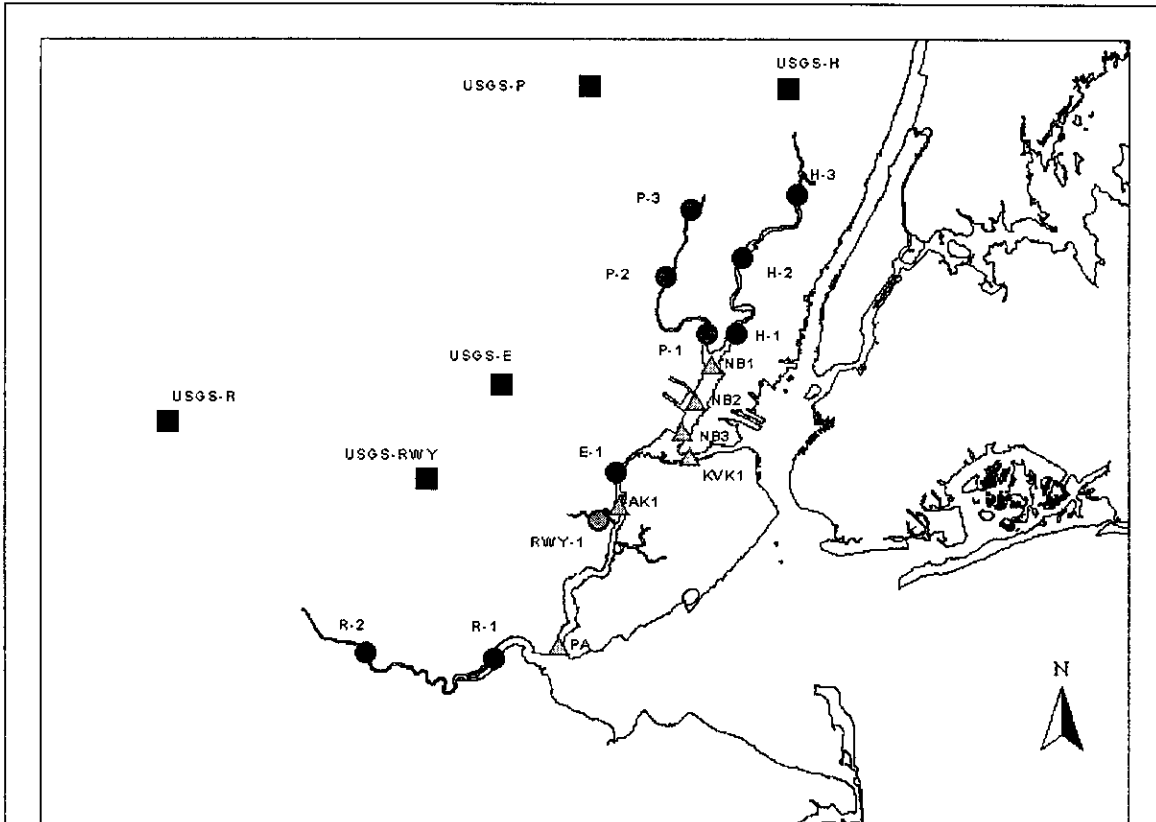 USGS-H
USGS-P
H-3
P-3
H-2
P-2
P-1
H-1
USGS-E
NB1
USGS-R
NB2
NB3
USGS-RWY
E-1
KVK1
AK1
RWY-1
R-2
R-1
PA
N